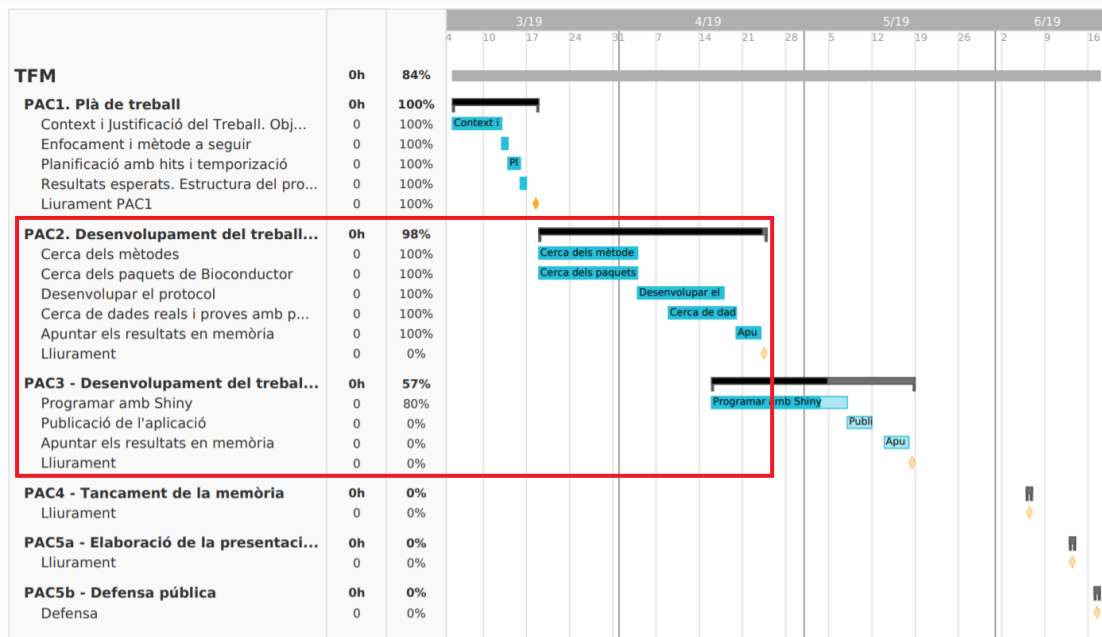 3/19 4/19 5/19 6/19
4 10 17 24 31 7 14 21 28 5 12 19 26 2 9 16
TFM 0h 84%
PAC1. Plà de treball 0h 100%
Context i Justificació del Treball. Obj... 0 100% Context i
Enfocament i mètode a seguir 0 100%
Planificació amb hits i temporizació 0 100% Pl
Resultats esperats. Estructura del pro... 0 100%
Liurament PAC1 0 100%
PAC2. Desenvolupament del treball... 0h 98%
Cerca dels mètodes 0 100% Cerca dels mètode
Cerca dels paquets de Bioconductor 0 100% Cerca dels paquets
Desenvolupar el protocol 0 100% Desenvolupar el
Cerca de dades reals i proves amb p... 0 100% Cerca de dad
Apuntar els resultats en memòria 0 100% Apu
Lliurament 0 0%
PAC3 - Desenvolupament del trebal... 0h 57%
Programar amb Shiny 0 80% Programar amb Shiny
Publicació de l'aplicació 0 0% Publi
Apuntar els resultats en memòria 0 0% Apu
Lliurament 0 0%
PAC4 - Tancament de la memòria 0h 0%
Lliurament 0 0%
PAC5a - Elaboració de la presentaci... 0h 0%
Lliurament 0 0%
PAC5b - Defensa pública 0h 0%
Defensa 0 0%